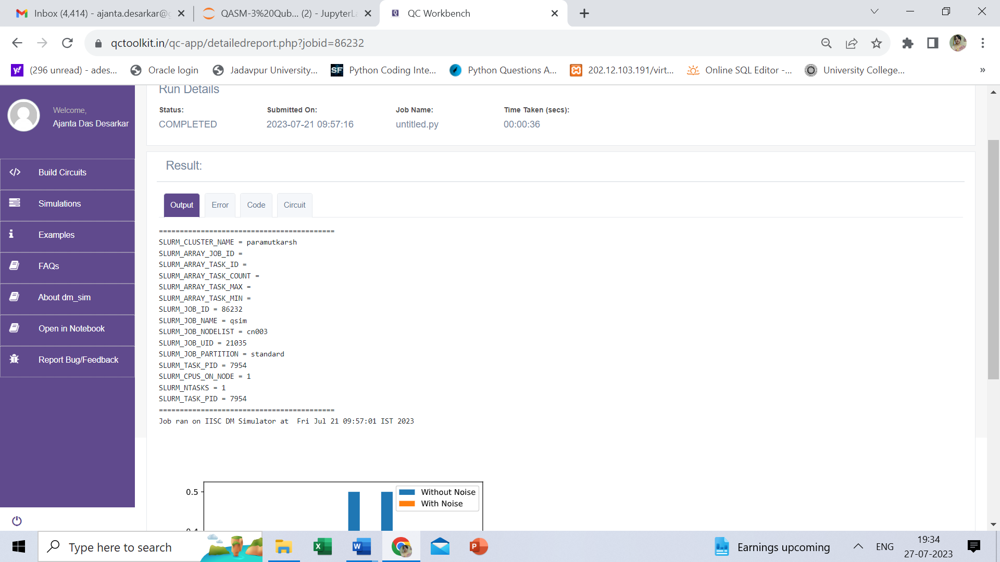 Inbox (4,414) - ajanta.desarkar@g
QASM-3%20Qub... (2) - JupyterLa
QC Workbench
qctoolkit.in/qc-app/detailedreport.php?jobid=86232
(296 unread) - ades...
Oracle login
Jadavpur University...
SF
Python Coding Inte...
Python Questions A...
202.12.103.191/virt...
Online SQL Editor -...
University College...
»
Welcome,
Ajanta Das Desarkar
Build Circuits
Simulations
Examples
FAQs
About dm_sim
Open in Notebook
Report Bug/Feedback
Run Details
Status:
Submitted On:
Job Name:
Time Taken (secs):
COMPLETED
2023-07-21 09:57:16
untitled.py
00:00:36
Result:
Output
Error
Code
Circuit
==========================================
SLURM_CLUSTER_NAME = paramutkarsh
SLURM_ARRAY_JOB_ID =
SLURM_ARRAY_TASK_ID =
SLURM_ARRAY_TASK_COUNT =
SLURM_ARRAY_TASK_MAX =
SLURM_ARRAY_TASK_MIN =
SLURM_JOB_ID = 86232
SLURM_JOB_NAME = qsim
SLURM_JOB_NODELIST = cn003
SLURM_JOB_UID = 21035
SLURM_JOB_PARTITION = standard
SLURM_TASK_PID = 7954
SLURM_CPUS_ON_NODE = 1
SLURM_NTASKS = 1
SLURM_TASK_PID = 7954
==========================================
Job ran on IISC DM Simulator at  Fri Jul 21 09:57:01 IST 2023
0.5
Without Noise
With Noise
Type here to search
Earnings upcoming
ENG
19:34
27-07-2023